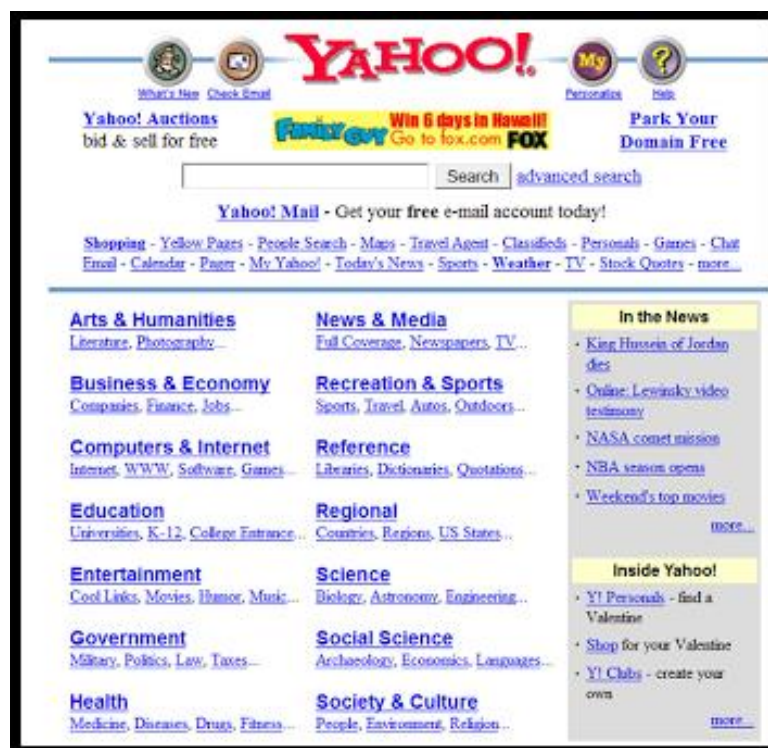 YAHOO!
What's New Check Email Personalize Help
Yahoo! Auctions
bid & sell for free
FAMILY GUY Win 6 days in Hawaii!
Go to fox.com FOX
Park Your
Domain Free
Search advanced search
Yahoo! Mail - Get your free e-mail account today!
Shopping - Yellow Pages - People Search - Maps - Travel Agent - Classifieds - Personals - Games - Chat
Email - Calendar - Pager - My Yahoo! - Today's News - Sports - Weather - TV - Stock Quotes - more...
Arts & Humanities
Literature, Photography...
Business & Economy
Companies, Finance, Jobs...
Computers & Internet
Internet, WWW, Software, Games...
Education
Universities, K-12, College Entrance...
Entertainment
Cool Links, Movies, Humor, Music...
Government
Military, Politics, Law, Taxes...
Health
Medicine, Diseases, Drugs, Fitness...
News & Media
Full Coverage, Newspapers, TV...
Recreation & Sports
Sports, Travel, Autos, Outdoors...
Reference
Libraries, Dictionaries, Quotations...
Regional
Countries, Regions, US States...
Science
Biology, Astronomy, Engineering...
Social Science
Archaeology, Economics, Languages...
Society & Culture
People, Environment, Religion...
In the News
· King Hussein of Jordan
dies
· Online: Lewinsky video
testimony
· NASA comet mission
· NBA season opens
· Weekend's top movies
more...
Inside Yahoo!
· Y! Personals - find a
Valentine
· Shop for your Valentine
· Y! Clubs - create your
own
more...
My
?